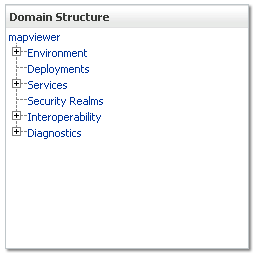 Domain Structure
mapviewer
Environment
Deployments
Services
Security Realms
Interoperability
Diagnostics